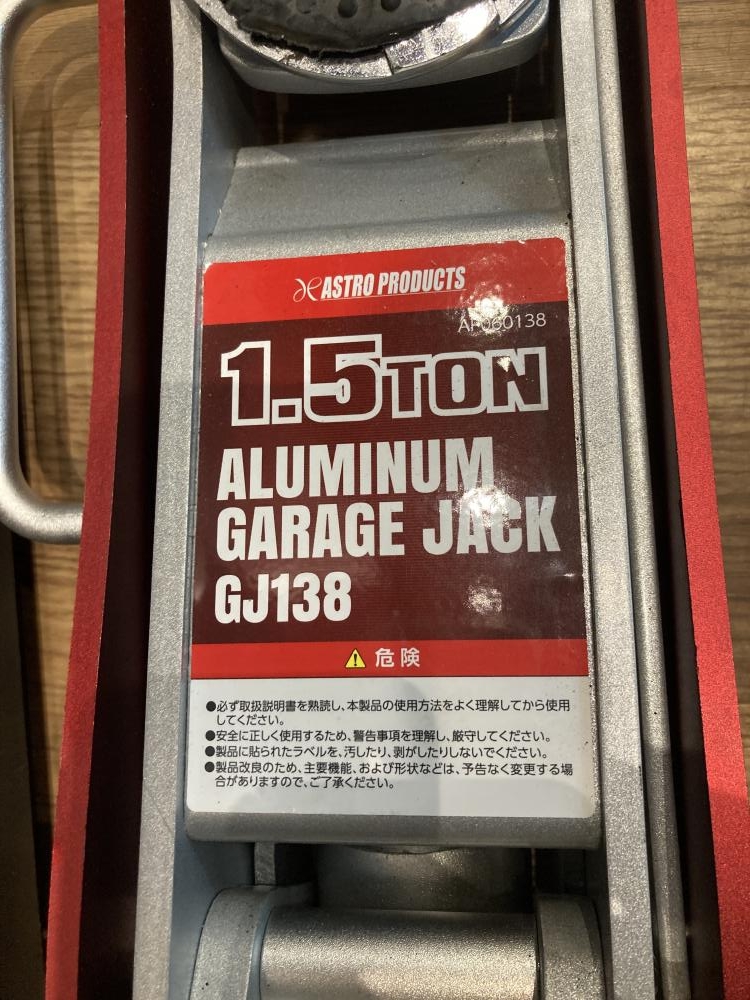 ASTRO PRODUCTS
AP060138
1.5TON
ALUMINUM
GARAGE JACK
GJ138
危険
●必ず取扱説明書を熟読し、本製品の使用方法をよく理解してから使用
してください。
●安全に正しく使用するため、警告事項を理解し、厳守してください。
●製品に貼られたラベルを、汚したり、剥がしたりしないでください。
●製品改良のため、主要機能、および形状などは、予告なく変更する場
合がありますので、ご了承ください。